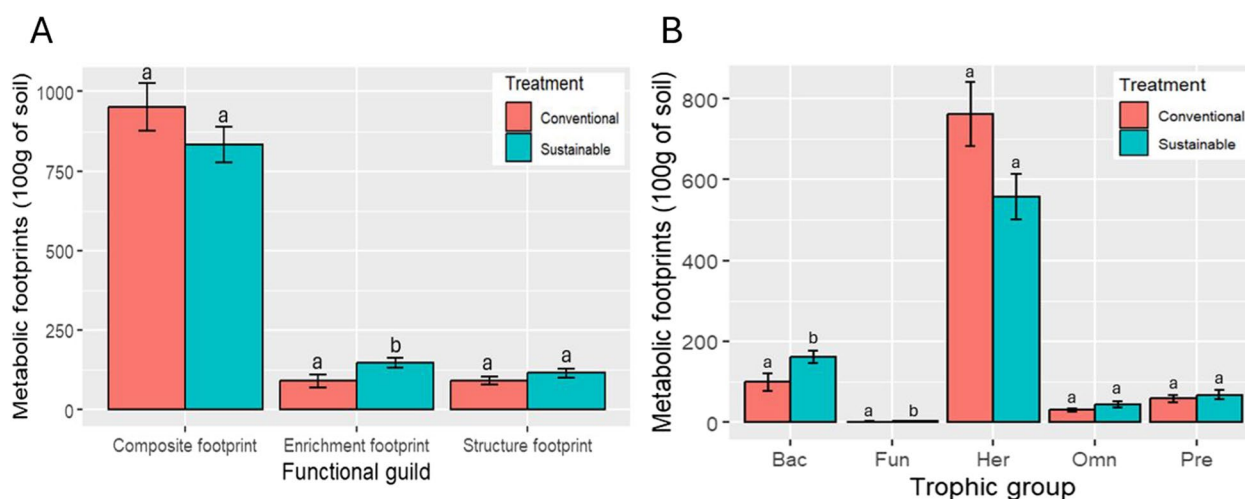 A
Metabolic footprints (100g of soil)
1000
750
500
250
0
a
a
a
b
a
a
Treatment
Conventional
Sustainable
Composite footprint
Enrichment footprint
Structure footprint
Functional guild
B
Metabolic footprints (100g of soil)
800
600
400
200
0
a
b
a
b
a
a
a
a
a
a
Treatment
Conventional
Sustainable
Bac
Fun
Her
Omn
Pre
Trophic group